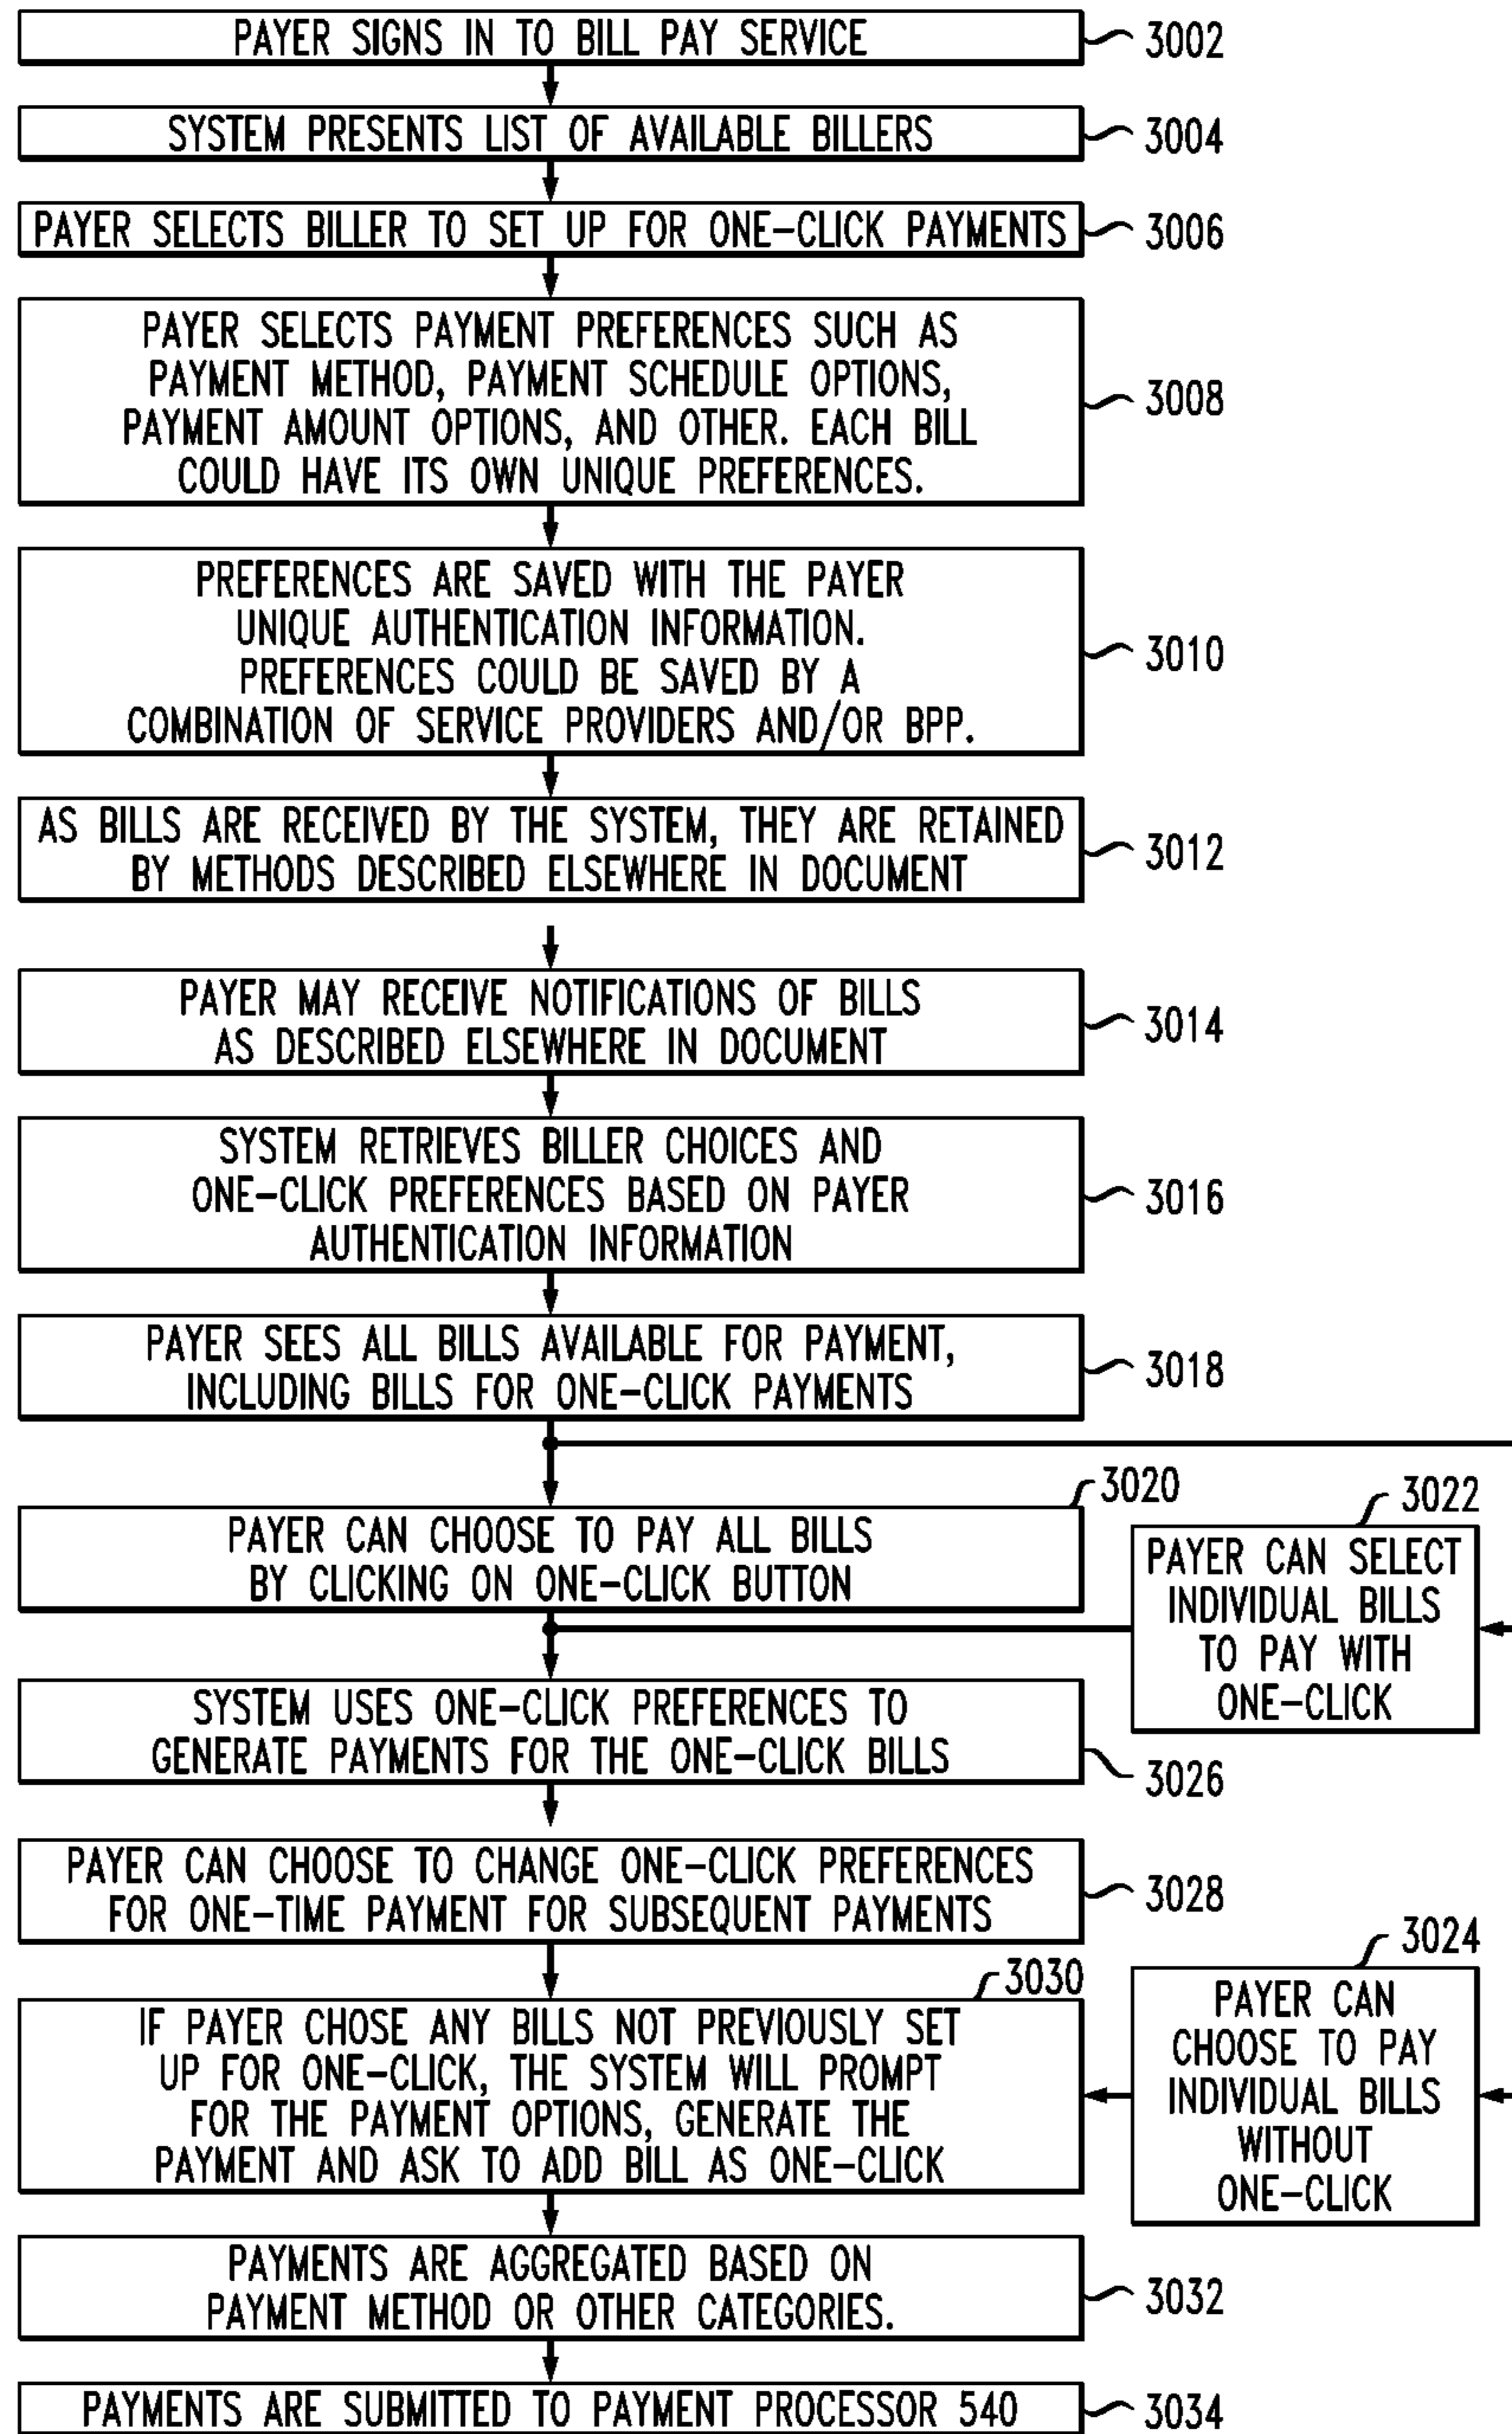 PAYER SIGNS IN TO BILL PAY SERVICE
3002
SYSTEM PRESENTS LIST OF AVAILABLE BILLERS
3004
PAYER SELECTS BILLER TO SET UP FOR ONE-CLICK PAYMENTS
3006
PAYER SELECTS PAYMENT PREFERENCES SUCH AS
PAYMENT METHOD, PAYMENT SCHEDULE OPTIONS,
PAYMENT AMOUNT OPTIONS, AND OTHER. EACH BILL
COULD HAVE ITS OWN UNIQUE PREFERENCES.
3008
PREFERENCES ARE SAVED WITH THE PAYER
UNIQUE AUTHENTICATION INFORMATION.
PREFERENCES COULD BE SAVED BY A
COMBINATION OF SERVICE PROVIDERS AND/OR BPP.
3010
AS BILLS ARE RECEIVED BY THE SYSTEM, THEY ARE RETAINED
BY METHODS DESCRIBED ELSEWHERE IN DOCUMENT
3012
PAYER MAY RECEIVE NOTIFICATIONS OF BILLS
AS DESCRIBED ELSEWHERE IN DOCUMENT
3014
SYSTEM RETRIEVES BILLER CHOICES AND
ONE-CLICK PREFERENCES BASED ON PAYER
AUTHENTICATION INFORMATION
3016
PAYER SEES ALL BILLS AVAILABLE FOR PAYMENT,
INCLUDING BILLS FOR ONE-CLICK PAYMENTS
3018
3020
PAYER CAN CHOOSE TO PAY ALL BILLS
BY CLICKING ON ONE-CLICK BUTTON
3022
PAYER CAN SELECT
INDIVIDUAL BILLS
TO PAY WITH
ONE-CLICK
SYSTEM USES ONE-CLICK PREFERENCES TO
GENERATE PAYMENTS FOR THE ONE-CLICK BILLS
3026
PAYER CAN CHOOSE TO CHANGE ONE-CLICK PREFERENCES
FOR ONE-TIME PAYMENT FOR SUBSEQUENT PAYMENTS
3028
3030
IF PAYER CHOSE ANY BILLS NOT PREVIOUSLY SET
UP FOR ONE-CLICK, THE SYSTEM WILL PROMPT
FOR THE PAYMENT OPTIONS, GENERATE THE
PAYMENT AND ASK TO ADD BILL AS ONE-CLICK
3024
PAYER CAN
CHOOSE TO PAY
INDIVIDUAL BILLS
WITHOUT
ONE-CLICK
PAYMENTS ARE AGGREGATED BASED ON
PAYMENT METHOD OR OTHER CATEGORIES.
3032
PAYMENTS ARE SUBMITTED TO PAYMENT PROCESSOR 540
3034